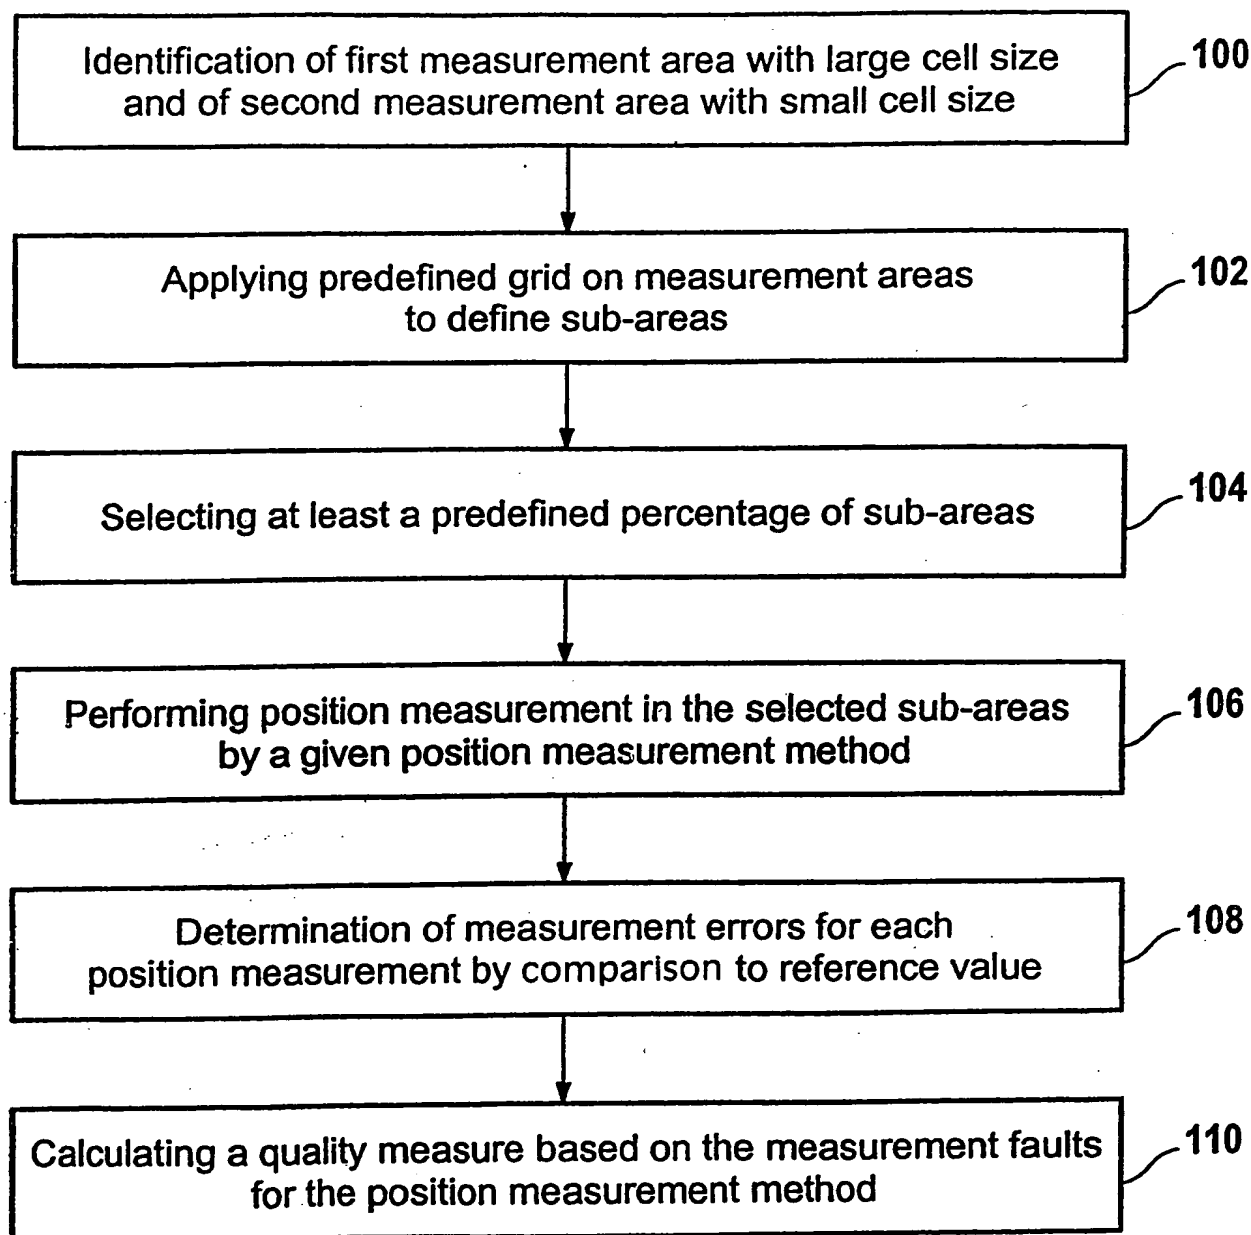 Identification of first measurement area with large cell size
and of second measurement area with small cell size
100
Applying predefined grid on measurement areas
to define sub-areas
102
Selecting at least a predefined percentage of sub-areas
104
Performing position measurement in the selected sub-areas
by a given position measurement method
106
Determination of measurement errors for each
position measurement by comparison to reference value
108
Calculating a quality measure based on the measurement faults
for the position measurement method
110